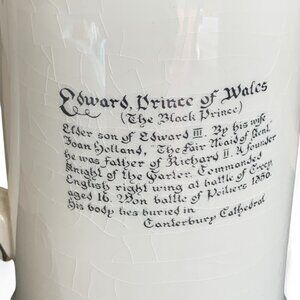 Edward, Prince of Wales
(The Black Prince)
Elder son of Edward III. By his wife
Joan Holland, "The Fair Maid of Kent,"
he was father of Richard II. A founder
Knight of the Garter. Commanded
English right wing at battle of Crecy
aged 16. Won battle of Poitiers 1356.
His body lies buried in
Canterbury Cathedral